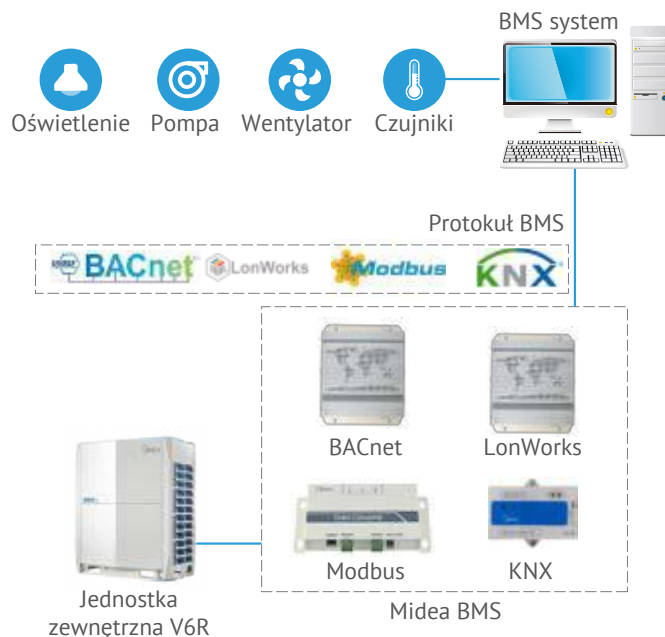 BMS system
Oświetlenie
Pompa
Wentylator
Czujniki
Protokuł BMS
BACnet
LonWorks
Modbus
KNX
BACnet
LonWorks
Modbus
KNX
Jednostka
zewnętrzna V6R
Midea BMS